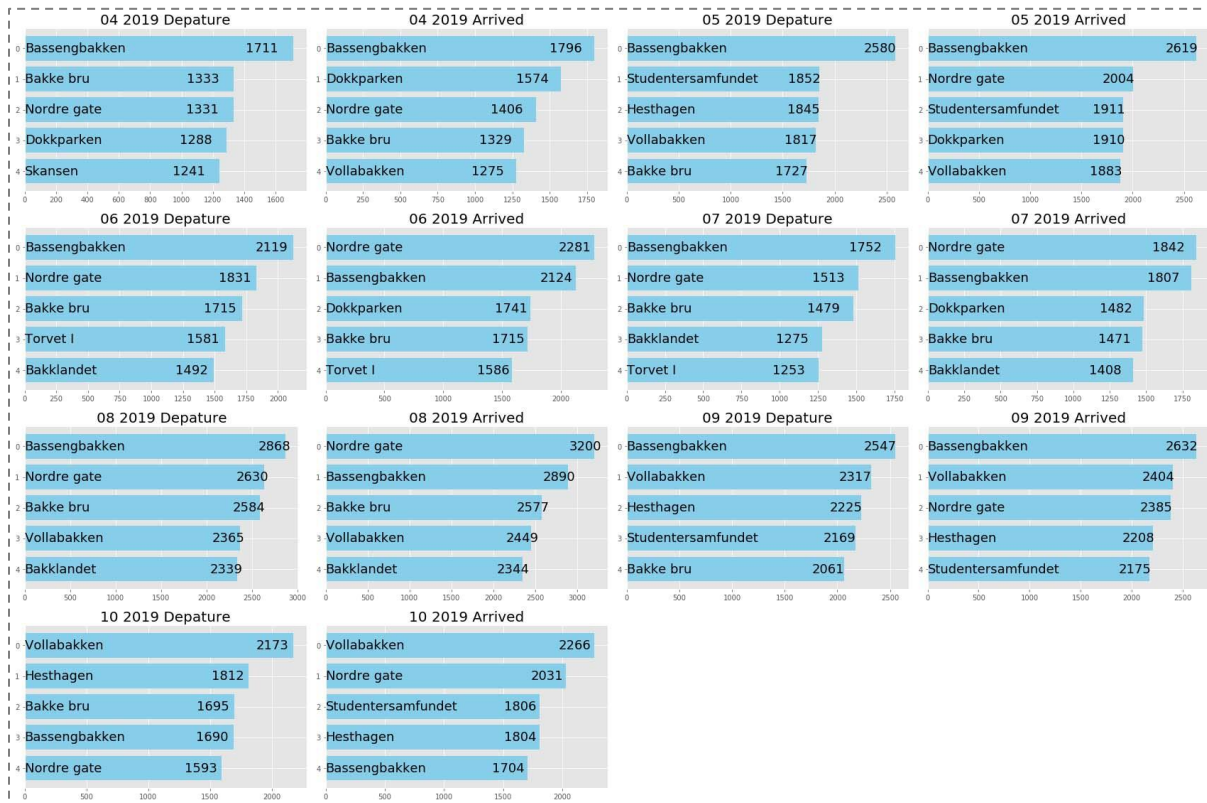 04 2019 Depature
0 Bassengbakken 1711
1 Bakke bru 1333
2 Nordre gate 1331
3 Dokkparken 1288
4 Skansen 1241
0 200 400 600 800 1000 1200 1400 1600
04 2019 Arrived
0 Bassengbakken 1796
1 Dokkparken 1574
2 Nordre gate 1406
3 Bakke bru 1329
4 Vollabakken 1275
0 250 500 750 1000 1250 1500 1750
05 2019 Depature
0 Bassengbakken 2580
1 Studentersamfundet 1852
2 Hesthagen 1845
3 Vollabakken 1817
4 Bakke bru 1727
0 500 1000 1500 2000 2500
05 2019 Arrived
0 Bassengbakken 2619
1 Nordre gate 2004
2 Studentersamfundet 1911
3 Dokkparken 1910
4 Vollabakken 1883
0 500 1000 1500 2000 2500
06 2019 Depature
0 Bassengbakken 2119
1 Nordre gate 1831
2 Bakke bru 1715
3 Torvet I 1581
4 Bakklandet 1492
0 250 500 750 1000 1250 1500 1750 2000
06 2019 Arrived
0 Nordre gate 2281
1 Bassengbakken 2124
2 Dokkparken 1741
3 Bakke bru 1715
4 Torvet I 1586
0 500 1000 1500 2000
07 2019 Depature
0 Bassengbakken 1752
1 Nordre gate 1513
2 Bakke bru 1479
3 Bakklandet 1275
4 Torvet I 1253
0 250 500 750 1000 1250 1500 1750
07 2019 Arrived
0 Nordre gate 1842
1 Bassengbakken 1807
2 Dokkparken 1482
3 Bakke bru 1471
4 Bakklandet 1408
0 250 500 750 1000 1250 1500 1750
08 2019 Depature
0 Bassengbakken 2868
1 Nordre gate 2630
2 Bakke bru 2584
3 Vollabakken 2365
4 Bakklandet 2339
0 500 1000 1500 2000 2500 3000
08 2019 Arrived
0 Nordre gate 3200
1 Bassengbakken 2890
2 Bakke bru 2577
3 Vollabakken 2449
4 Bakklandet 2344
0 500 1000 1500 2000 2500 3000
09 2019 Depature
0 Bassengbakken 2547
1 Vollabakken 2317
2 Hesthagen 2225
3 Studentersamfundet 2169
4 Bakke bru 2061
0 500 1000 1500 2000 2500
09 2019 Arrived
0 Bassengbakken 2632
1 Vollabakken 2404
2 Nordre gate 2385
3 Hesthagen 2208
4 Studentersamfundet 2175
0 500 1000 1500 2000 2500
10 2019 Depature
0 Vollabakken 2173
1 Hesthagen 1812
2 Bakke bru 1695
3 Bassengbakken 1690
4 Nordre gate 1593
0 500 1000 1500 2000
10 2019 Arrived
0 Vollabakken 2266
1 Nordre gate 2031
2 Studentersamfundet 1806
3 Hesthagen 1804
4 Bassengbakken 1704
0 500 1000 1500 2000